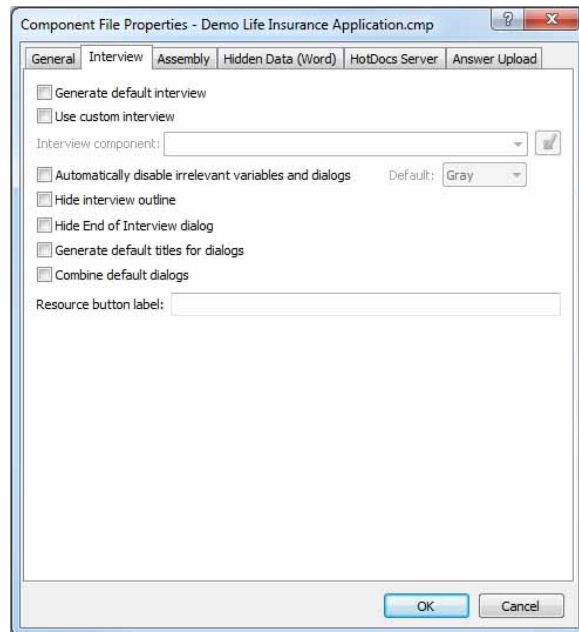 Component File Properties - Demo Life Insurance Application.cmp
General Interview Assembly Hidden Data (Word) HotDocs Server Answer Upload
Generate default interview
Use custom interview
Interview component:
Automatically disable irrelevant variables and dialogs Default: Gray
Hide interview outline
Hide End of Interview dialog
Generate default titles for dialogs
Combine default dialogs
Resource button label:
OK Cancel